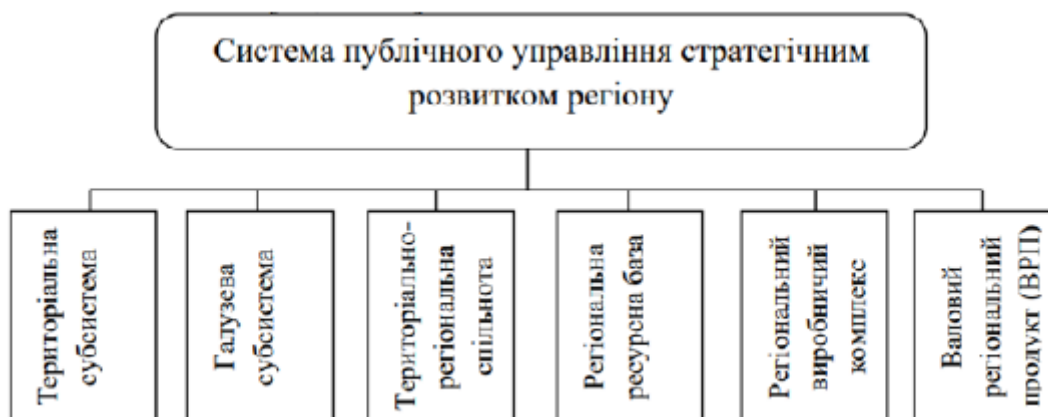 Система публічного управління стратегічним
розвитком регіону
Територіальна
субсистема
Галузева
субсистема
Територіально-
регіональна
спільнота
Регіональна
ресурсна база
Регіональний
виробничий
комплекс
Валовий
регіональний
продукт (ВРП)